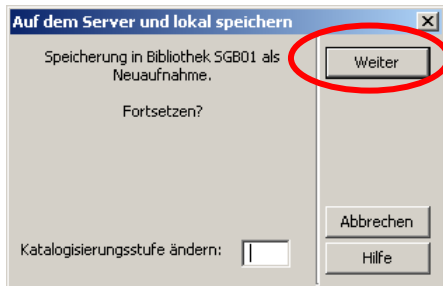 Auf dem Server und lokal speichern
Speicherung in Bibliothek SGB01 als
Neuaufnahme.
Fortsetzen?
Weiter
Abbrechen
Katalogisierungsstufe ändern:
Hilfe